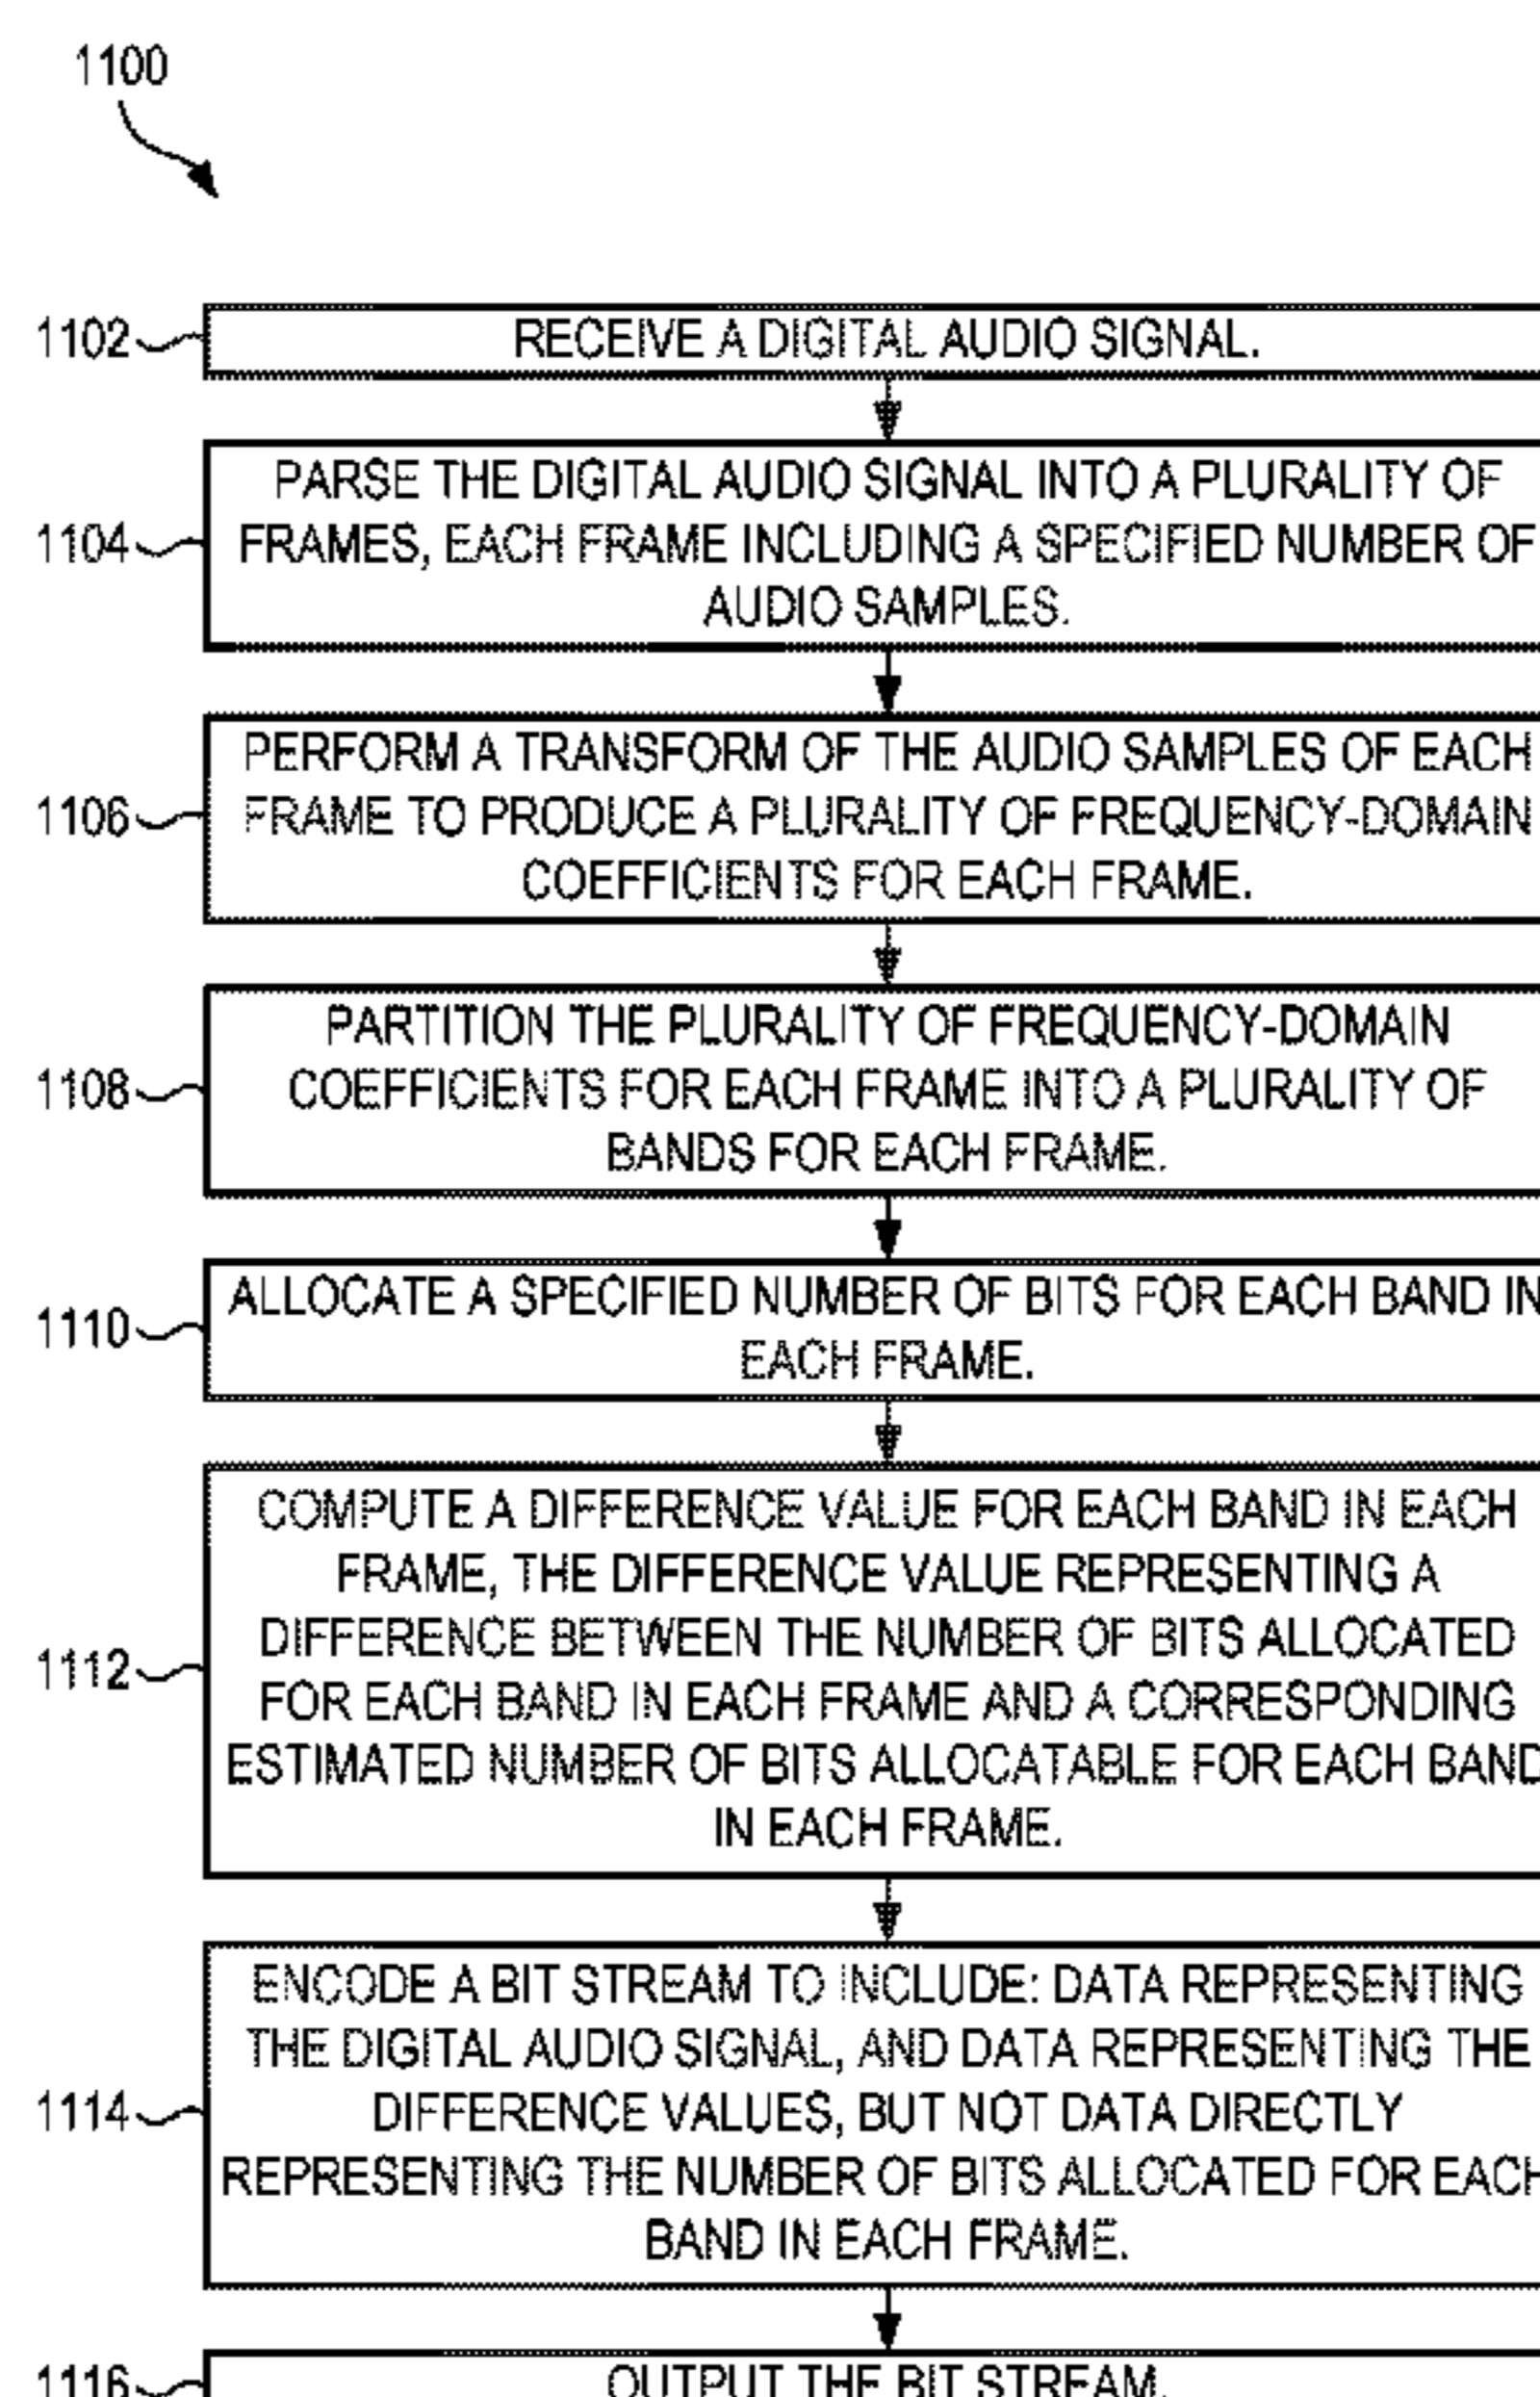 1100
1102
RECEIVE A DIGITAL AUDIO SIGNAL.
1104
PARSE THE DIGITAL AUDIO SIGNAL INTO A PLURALITY OF
FRAMES, EACH FRAME INCLUDING A SPECIFIED NUMBER OF
AUDIO SAMPLES.
1106
PERFORM A TRANSFORM OF THE AUDIO SAMPLES OF EACH
FRAME TO PRODUCE A PLURALITY OF FREQUENCY-DOMAIN
COEFFICIENTS FOR EACH FRAME.
1108
PARTITION THE PLURALITY OF FREQUENCY-DOMAIN
COEFFICIENTS FOR EACH FRAME INTO A PLURALITY OF
BANDS FOR EACH FRAME.
1110
ALLOCATE A SPECIFIED NUMBER OF BITS FOR EACH BAND IN
EACH FRAME.
1112
COMPUTE A DIFFERENCE VALUE FOR EACH BAND IN EACH
FRAME, THE DIFFERENCE VALUE REPRESENTING A
DIFFERENCE BETWEEN THE NUMBER OF BITS ALLOCATED
FOR EACH BAND IN EACH FRAME AND A CORRESPONDING
ESTIMATED NUMBER OF BITS ALLOCATABLE FOR EACH BAND
IN EACH FRAME.
1114
ENCODE A BIT STREAM TO INCLUDE: DATA REPRESENTING
THE DIGITAL AUDIO SIGNAL, AND DATA REPRESENTING THE
DIFFERENCE VALUES, BUT NOT DATA DIRECTLY
REPRESENTING THE NUMBER OF BITS ALLOCATED FOR EACH
BAND IN EACH FRAME.
1116
OUTPUT THE BIT STREAM.